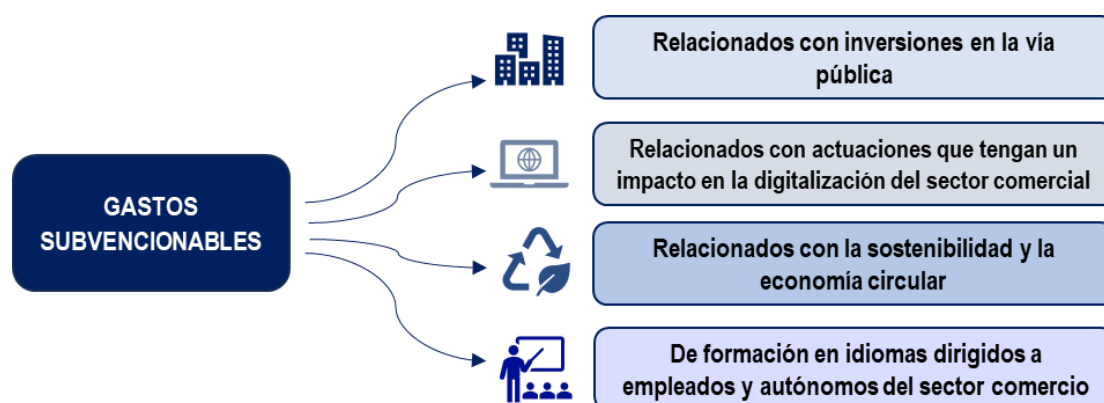 Relacionados con inversiones en la vía
pública
Relacionados con actuaciones que tengan un
impacto en la digitalización del sector comercial
GASTOS
SUBVENCIONABLES
Relacionados con la sostenibilidad y la
economía circular
De formación en idiomas dirigidos a
empleados y autónomos del sector comercio